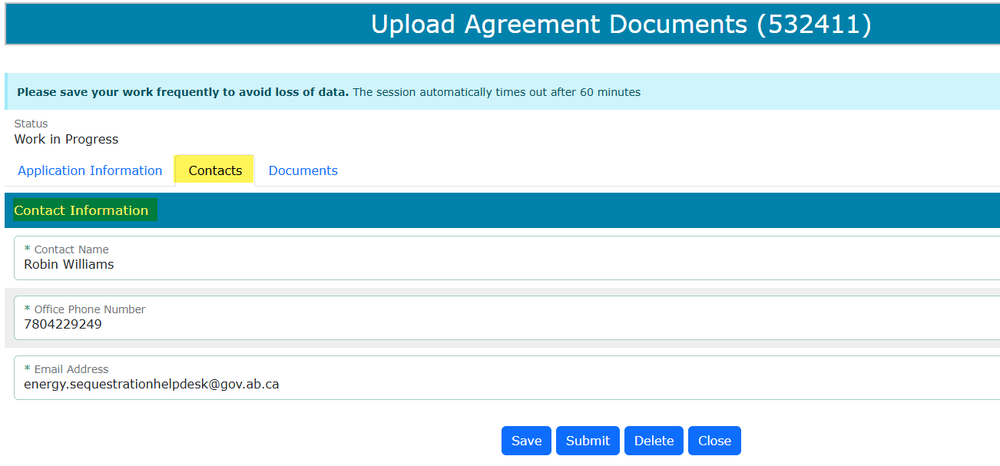 Upload Agreement Documents (532411)
Please save your work frequently to avoid loss of data. The session automatically times out after 60 minutes
Status
Work in Progress
Application Information Contacts Documents
Contact Information
* Contact Name
Robin Williams
* Office Phone Number
7804229249
* Email Address
energy.sequestrationhelpdesk@gov.ab.ca
Save Submit Delete Close